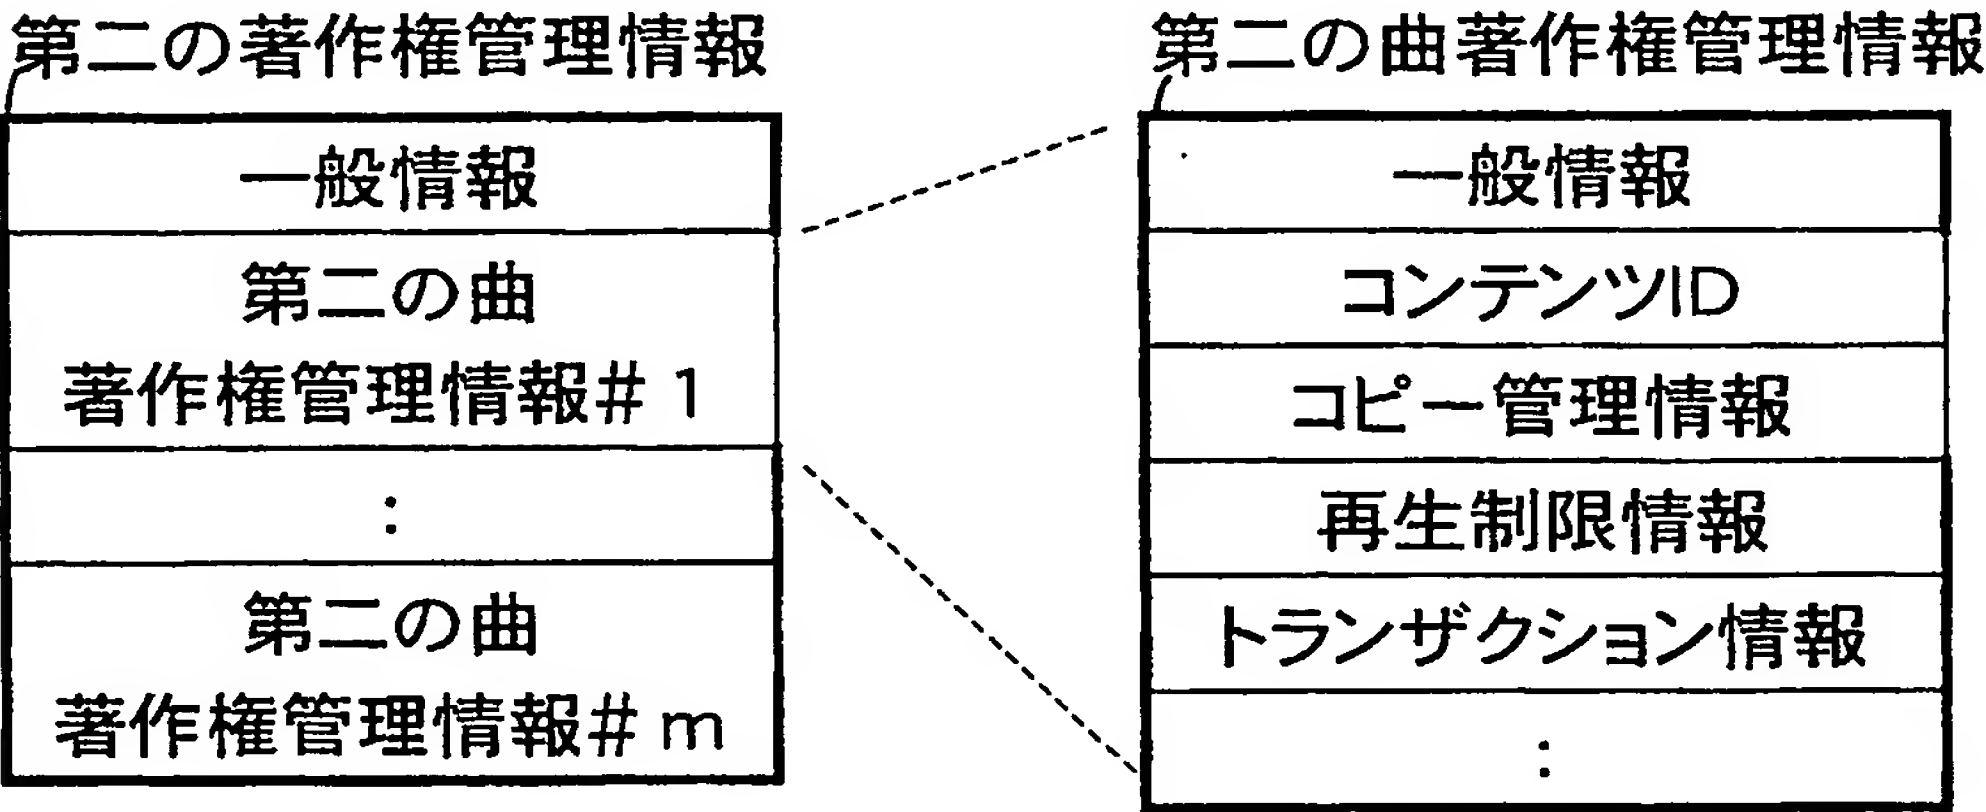 第二の著作権管理情報
一般情報
第二の曲
著作権管理情報#1
:
第二の曲
著作権管理情報#m
第二の曲著作権管理情報
一般情報
コンテンツID
コピー管理情報
再生制限情報
トランザクション情報
: